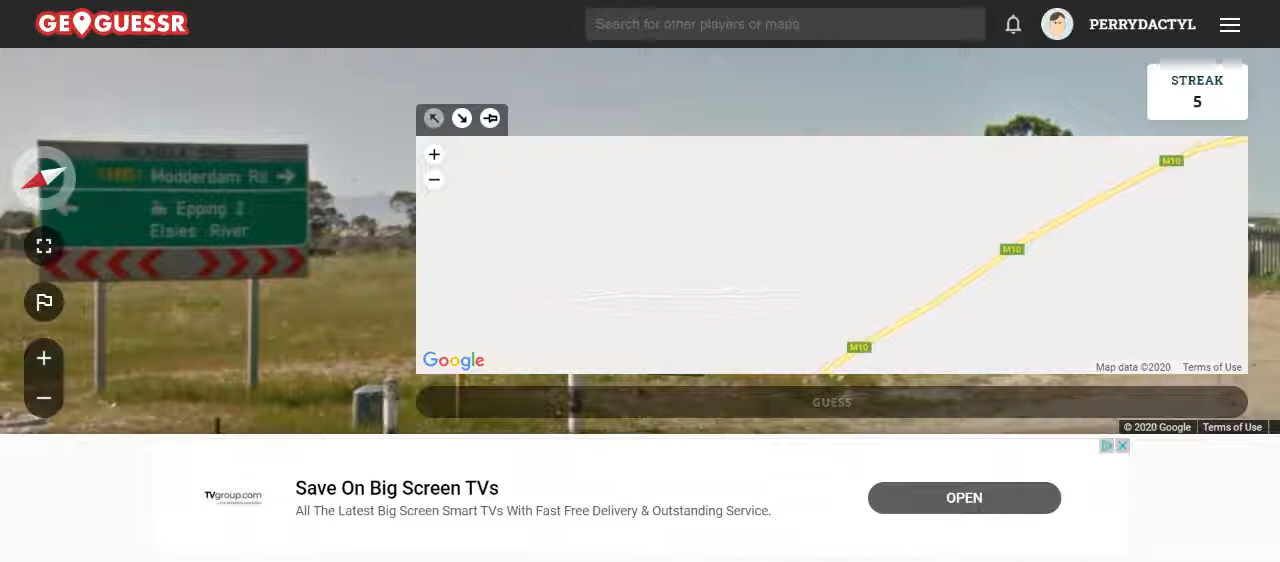 GEOGUESSR
Search for other players or maps
PERRYDACTYL
STREAK
5
Modderdam Rd
Epping 2
Elsies River
M10
M10
M10
Google
Map data ©2020 Terms of Use
GUESS
© 2020 Google Terms of Use
TVgroup.com
Save On Big Screen TVs
All The Latest Big Screen Smart TVs With Fast Free Delivery & Outstanding Service.
OPEN